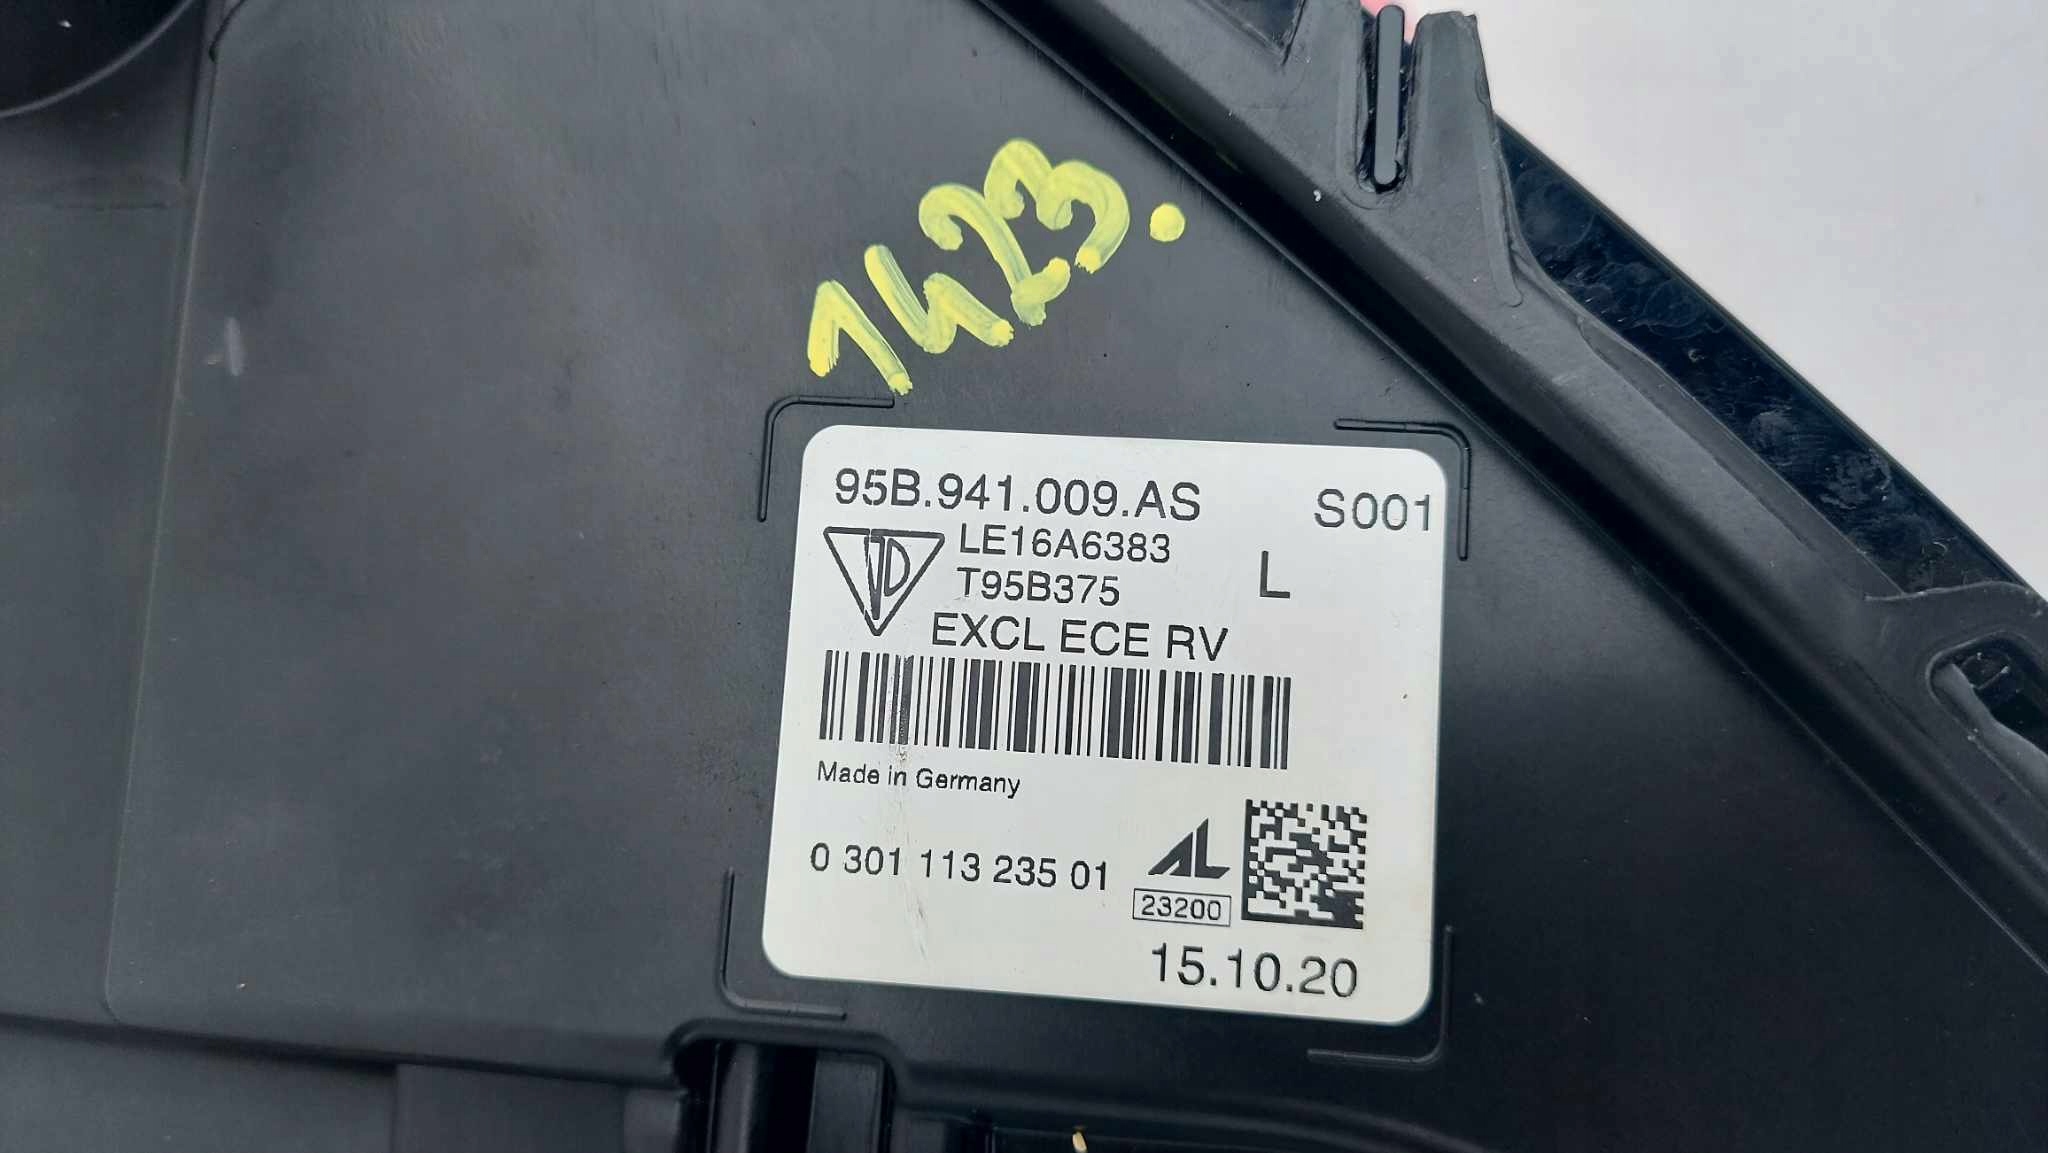 1423.
95B.941.009.AS S001
LE16A6383
T95B375 L
EXCL ECE RV
Made in Germany
0 301 113 235 01 AL
23200
15.10.20